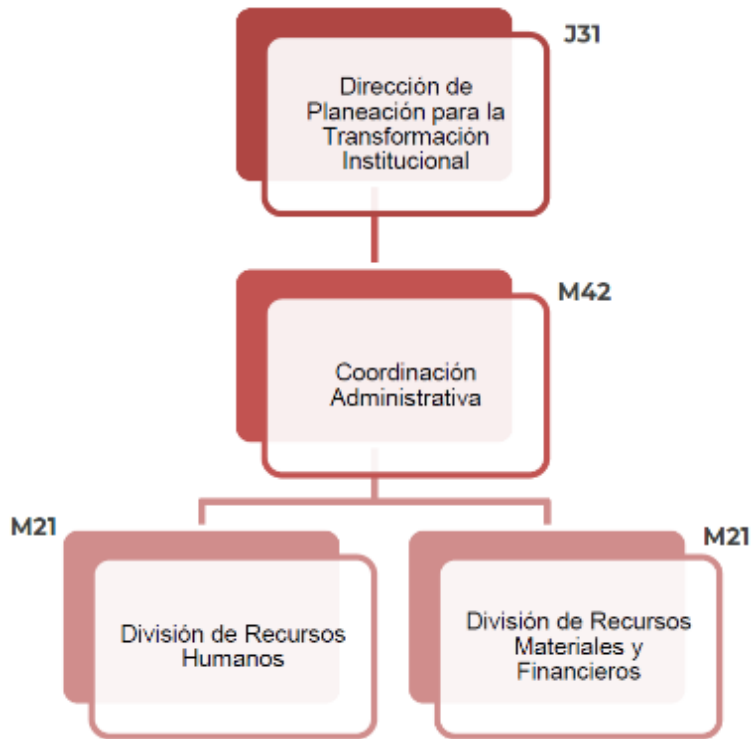 J31
Dirección de
Planeación para la
Transformación
Institucional
M42
Coordinación
Administrativa
M21
División de Recursos
Humanos
M21
División de Recursos
Materiales y
Financieros